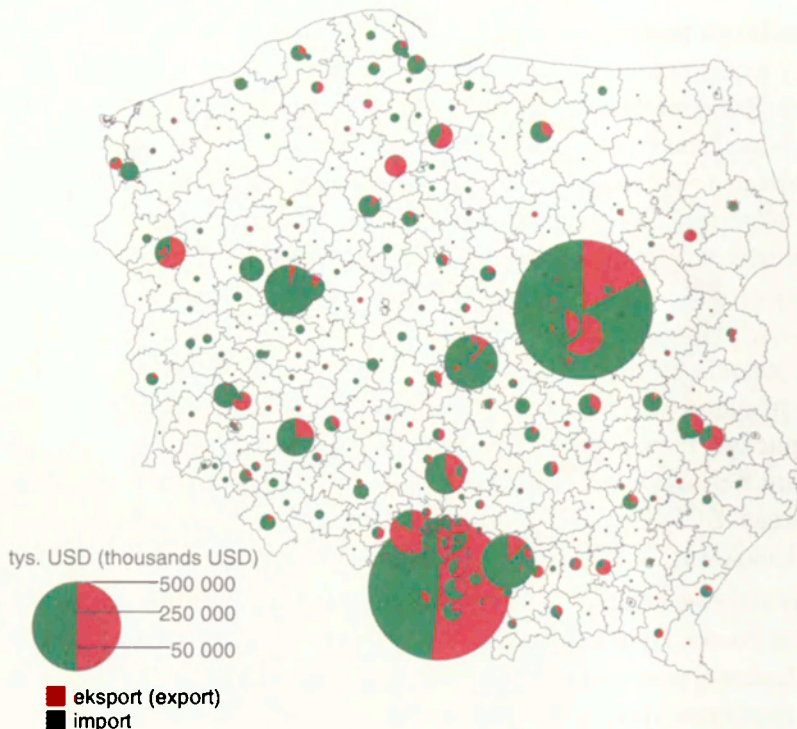 tys. USD (thousands USD)
500 000
250 000
50 000
eksport (export)
import